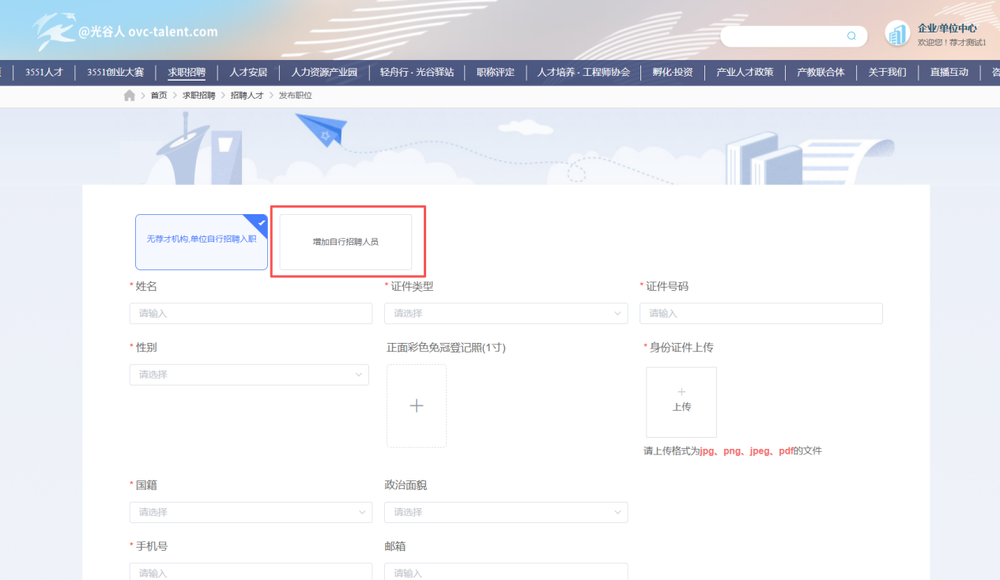 @光谷人 ovc-talent.com
企业/单位中心
欢迎您！荐才测试1
3551人才
3551创业大赛
求职招聘
人才安居
人力资源产业园
轻舟行 · 光谷驿站
职称评定
人才培养 · 工程师协会
孵化·投资
产业人才政策
产教联合体
关于我们
直播互动
首页 > 求职招聘 > 招聘人才 > 发布职位
无荐才机构,单位自行招聘入职
增加自行招聘人员
* 姓名
* 证件类型
* 证件号码
请输入
请选择
请输入
* 性别
正面彩色免冠登记照(1寸)
* 身份证件上传
请选择
上传
请上传格式为jpg、png、jpeg、pdf的文件
* 国籍
政治面貌
请选择
请选择
* 手机号
邮箱
请输入
请输入